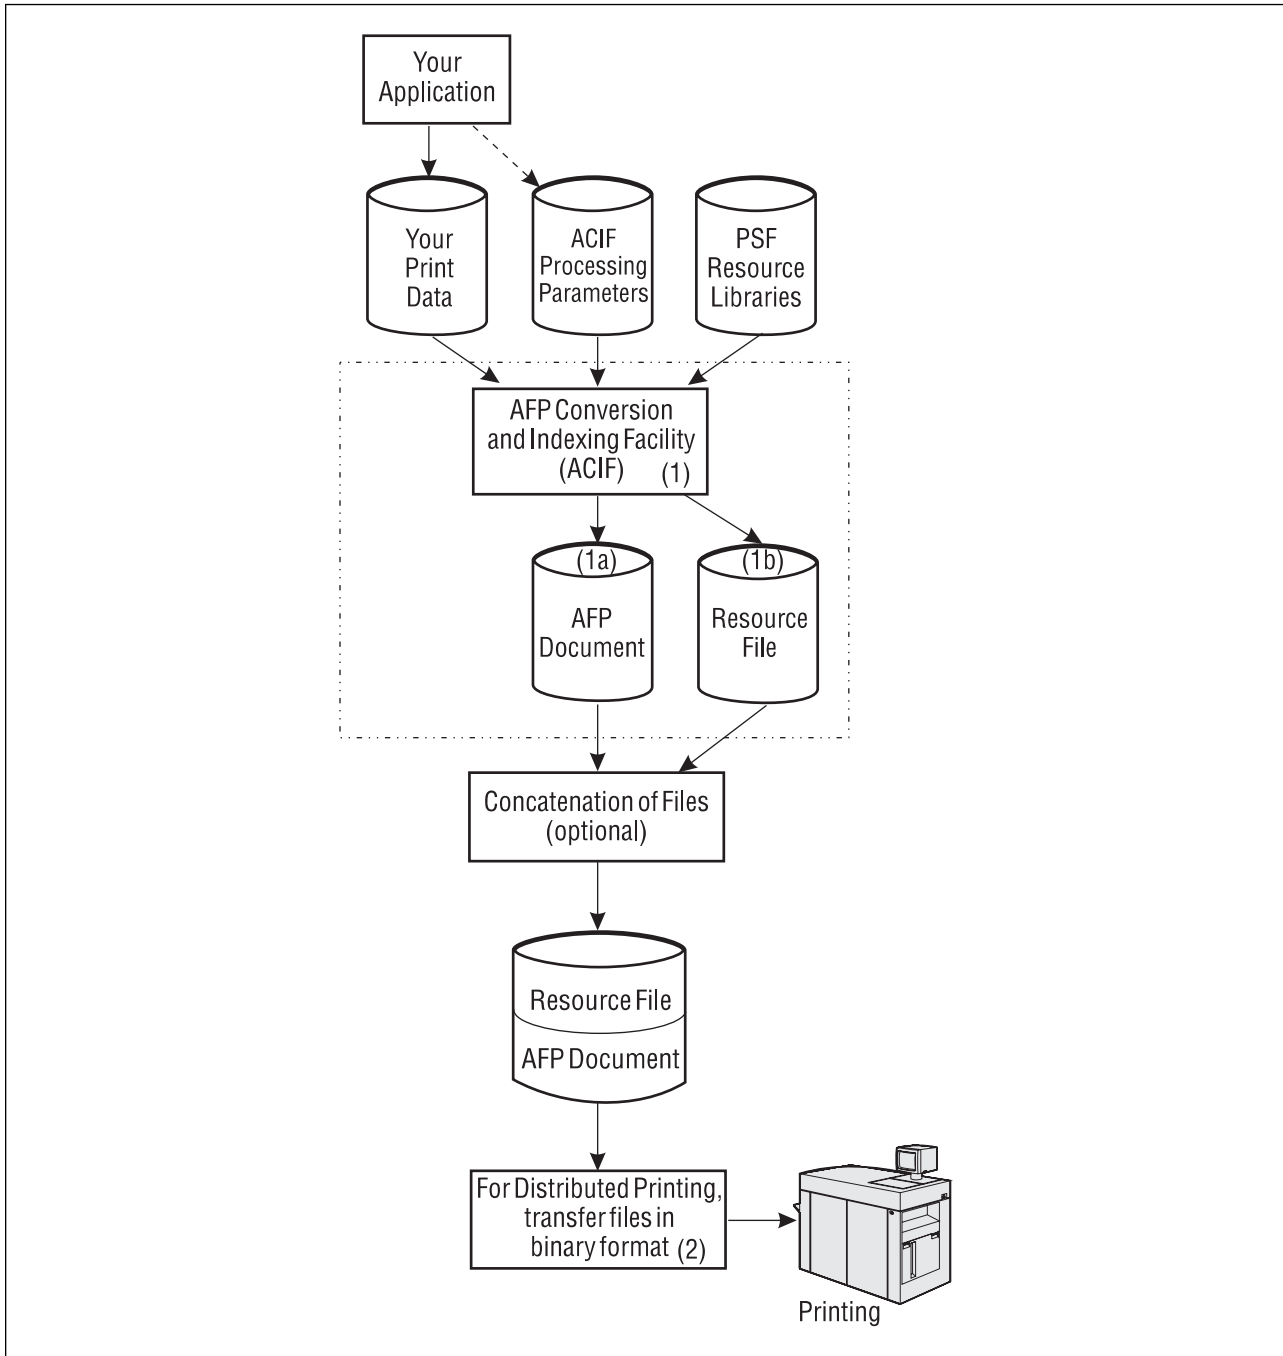 Your
Application
Your
Print
Data
ACIF
Processing
Parameters
PSF
Resource
Libraries
AFP Conversion
and Indexing Facility
(ACIF) (1)
(1a)
AFP
Document
(1b)
Resource
File
Concatenation of Files
(optional)
Resource File
AFP Document
For Distributed Printing,
transfer files in
binary format (2)
Printing